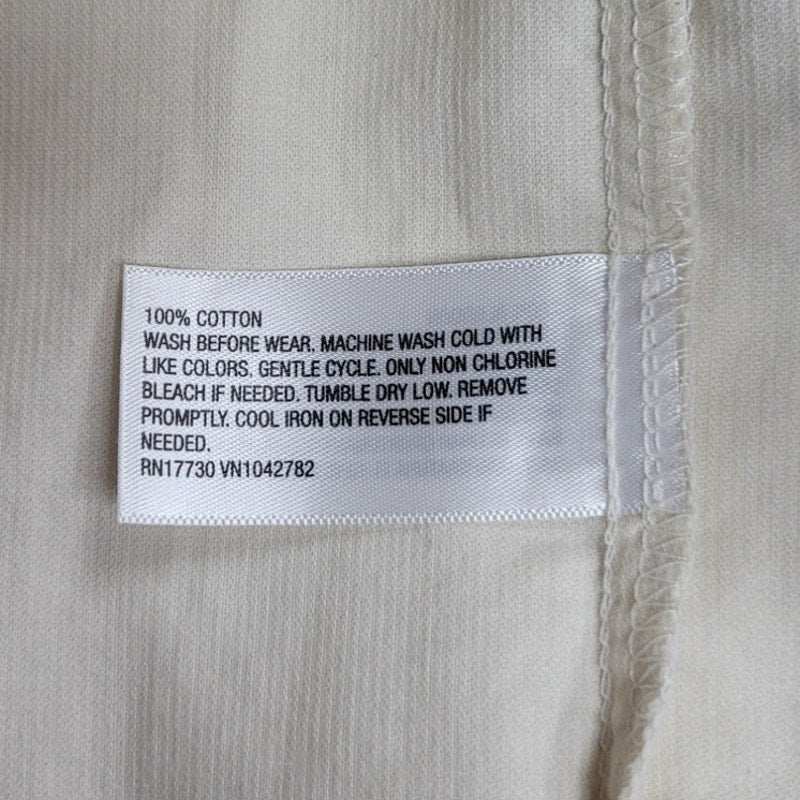 100% COTTON
WASH BEFORE WEAR. MACHINE WASH COLD WITH
LIKE COLORS. GENTLE CYCLE. ONLY NON CHLORINE
BLEACH IF NEEDED. TUMBLE DRY LOW. REMOVE
PROMPTLY. COOL IRON ON REVERSE SIDE IF
NEEDED.
RN17730 VN1042782